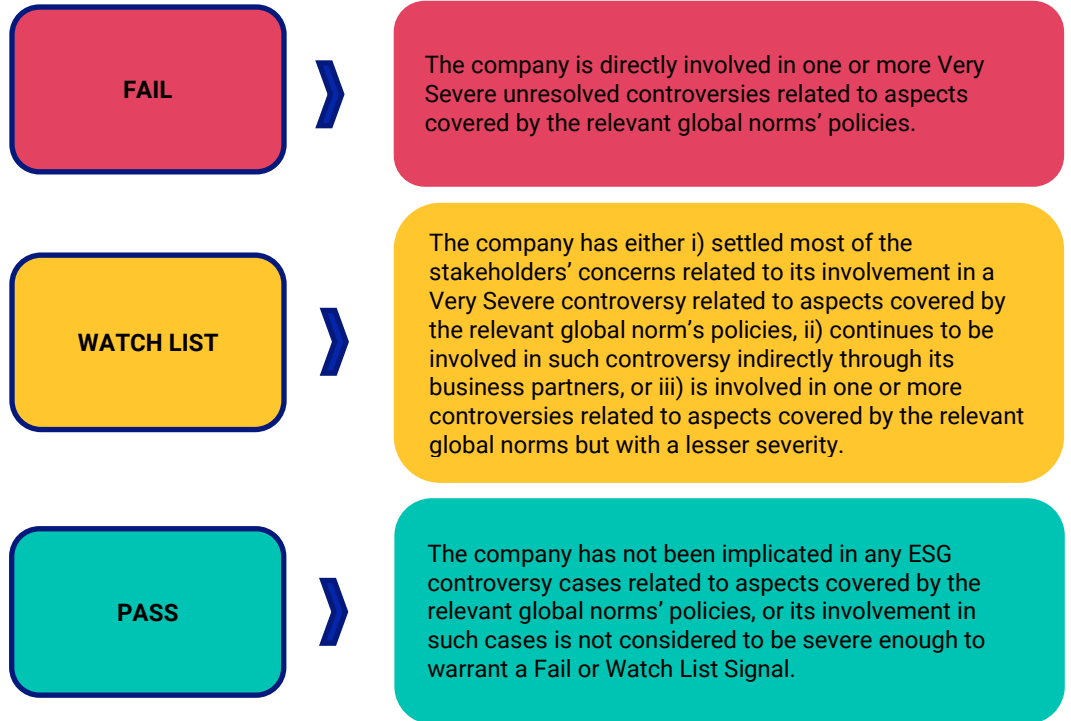 FAIL
The company is directly involved in one or more Very
Severe unresolved controversies related to aspects
covered by the relevant global norms’ policies.
WATCH LIST
The company has either i) settled most of the
stakeholders’ concerns related to its involvement in a
Very Severe controversy related to aspects covered by
the relevant global norm’s policies, ii) continues to be
involved in such controversy indirectly through its
business partners, or iii) is involved in one or more
controversies related to aspects covered by the relevant
global norms but with a lesser severity.
PASS
The company has not been implicated in any ESG
controversy cases related to aspects covered by the
relevant global norms’ policies, or its involvement in
such cases is not considered to be severe enough to
warrant a Fail or Watch List Signal.